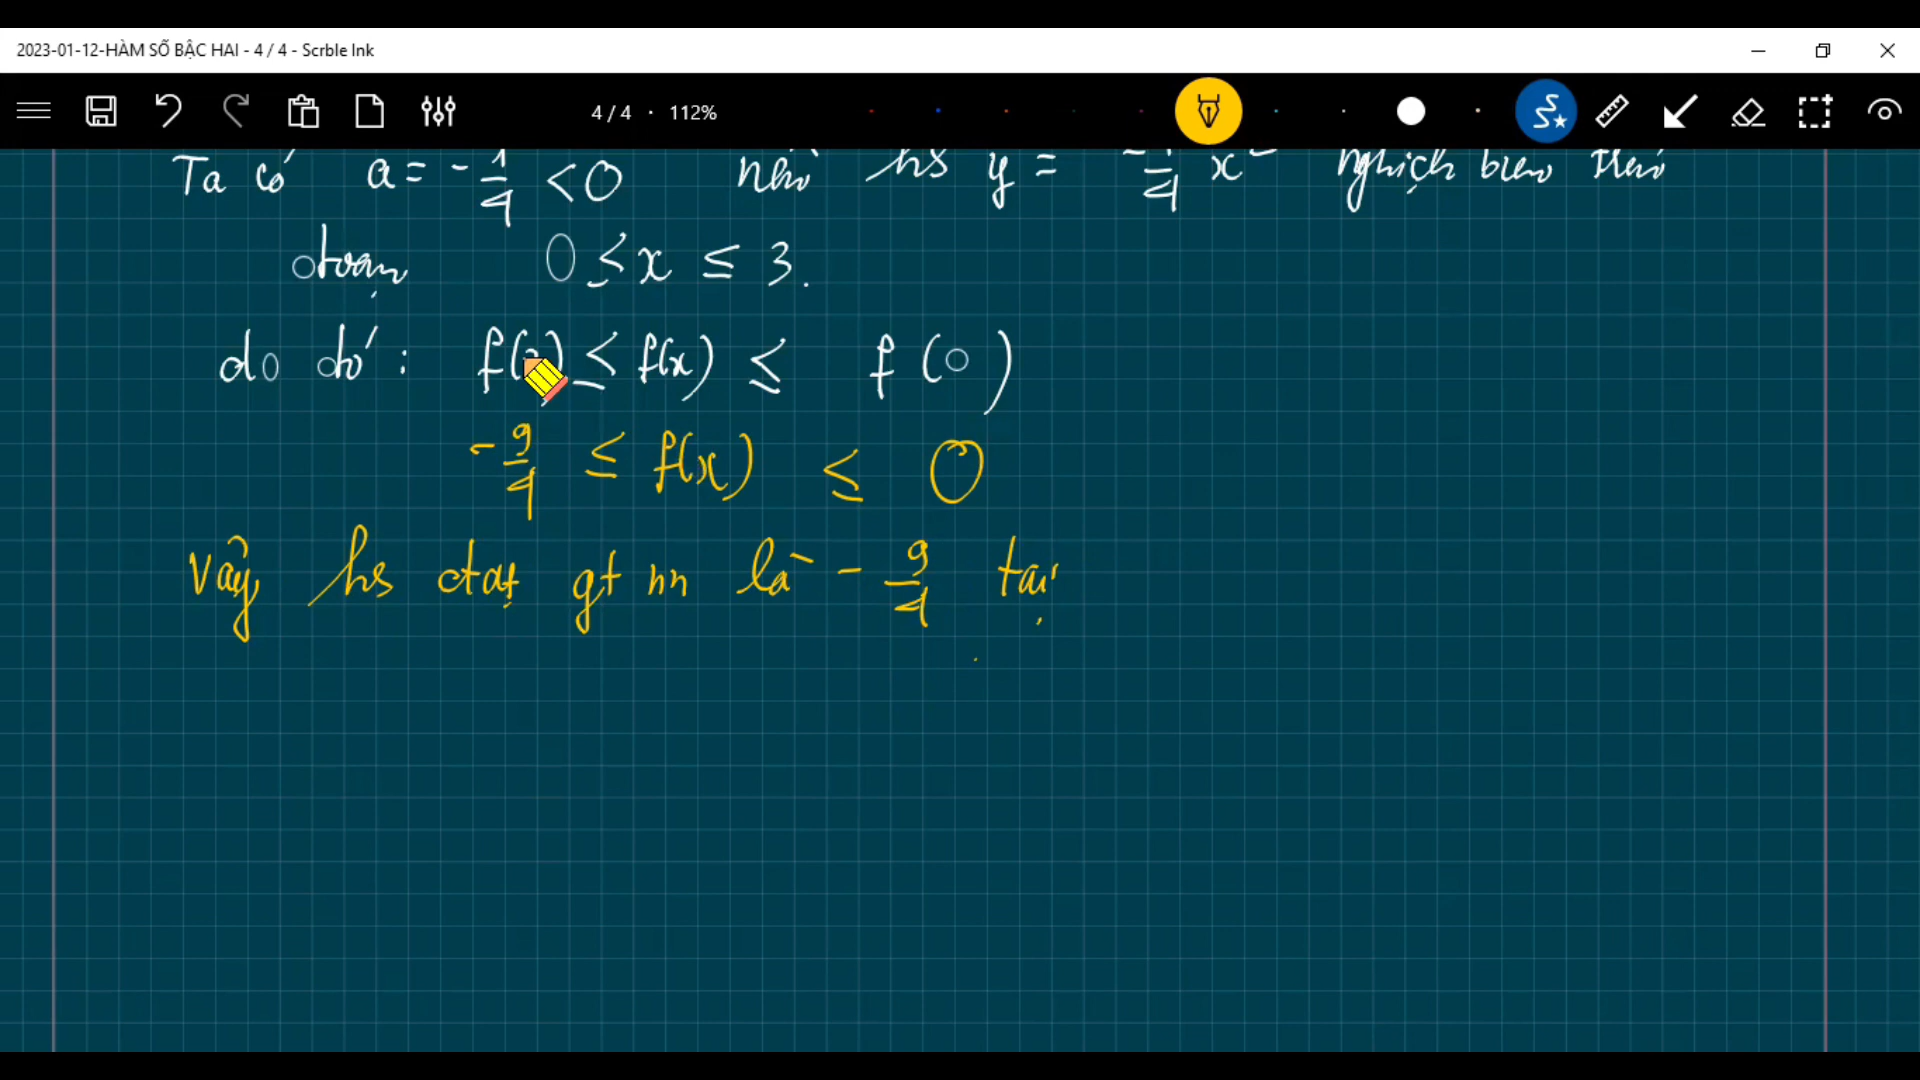 2023-01-12-HÀM SỐ BẬC HAI - 4 / 4 - Scrble Ink
4 / 4 · 112%
Ta có a = -1/4 < 0 nên hs y = -1/4 x² nghịch biến trên
đoạn 0 ≤ x ≤ 3.
do đó : f( ) ≤ f(x) ≤ f(0)
-9/4 ≤ f(x) ≤ 0
Vậy hs đạt gt nn là -9/4 tại